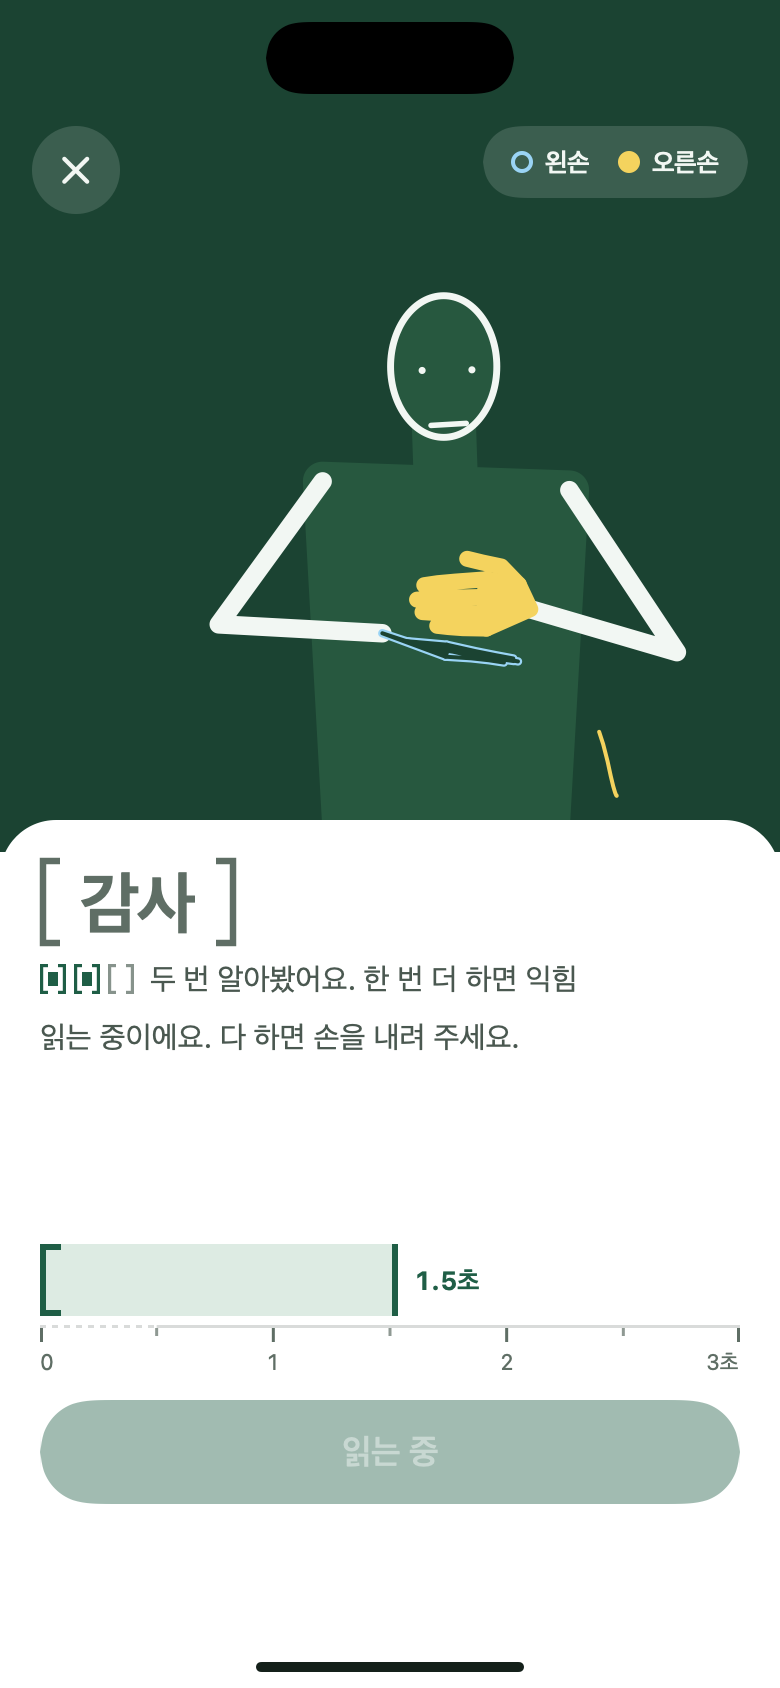 왼손 오른손
[ 감사 ]
두 번 알아봤어요. 한 번 더 하면 익힘
읽는 중이에요. 다 하면 손을 내려 주세요.
1.5초
0 1 2 3초
읽는 중